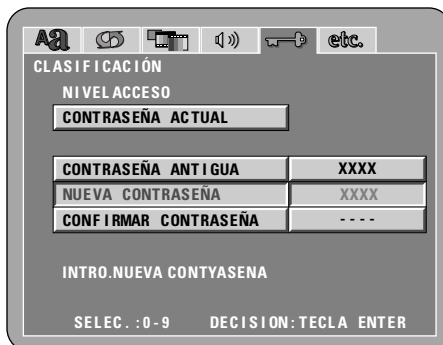 Aa etc.
CLASIFICACIÓN
NIVEL ACCESO
CONTRASEÑA ACTUAL
CONTRASEÑA ANTIGUA XXXX
NUEVA CONTRASEÑA XXXX
CONFIRMAR CONTRASEÑA ----
INTRO.NUEVA CONTYASENA
SELEC.:0-9 DECISION:TECLA ENTER